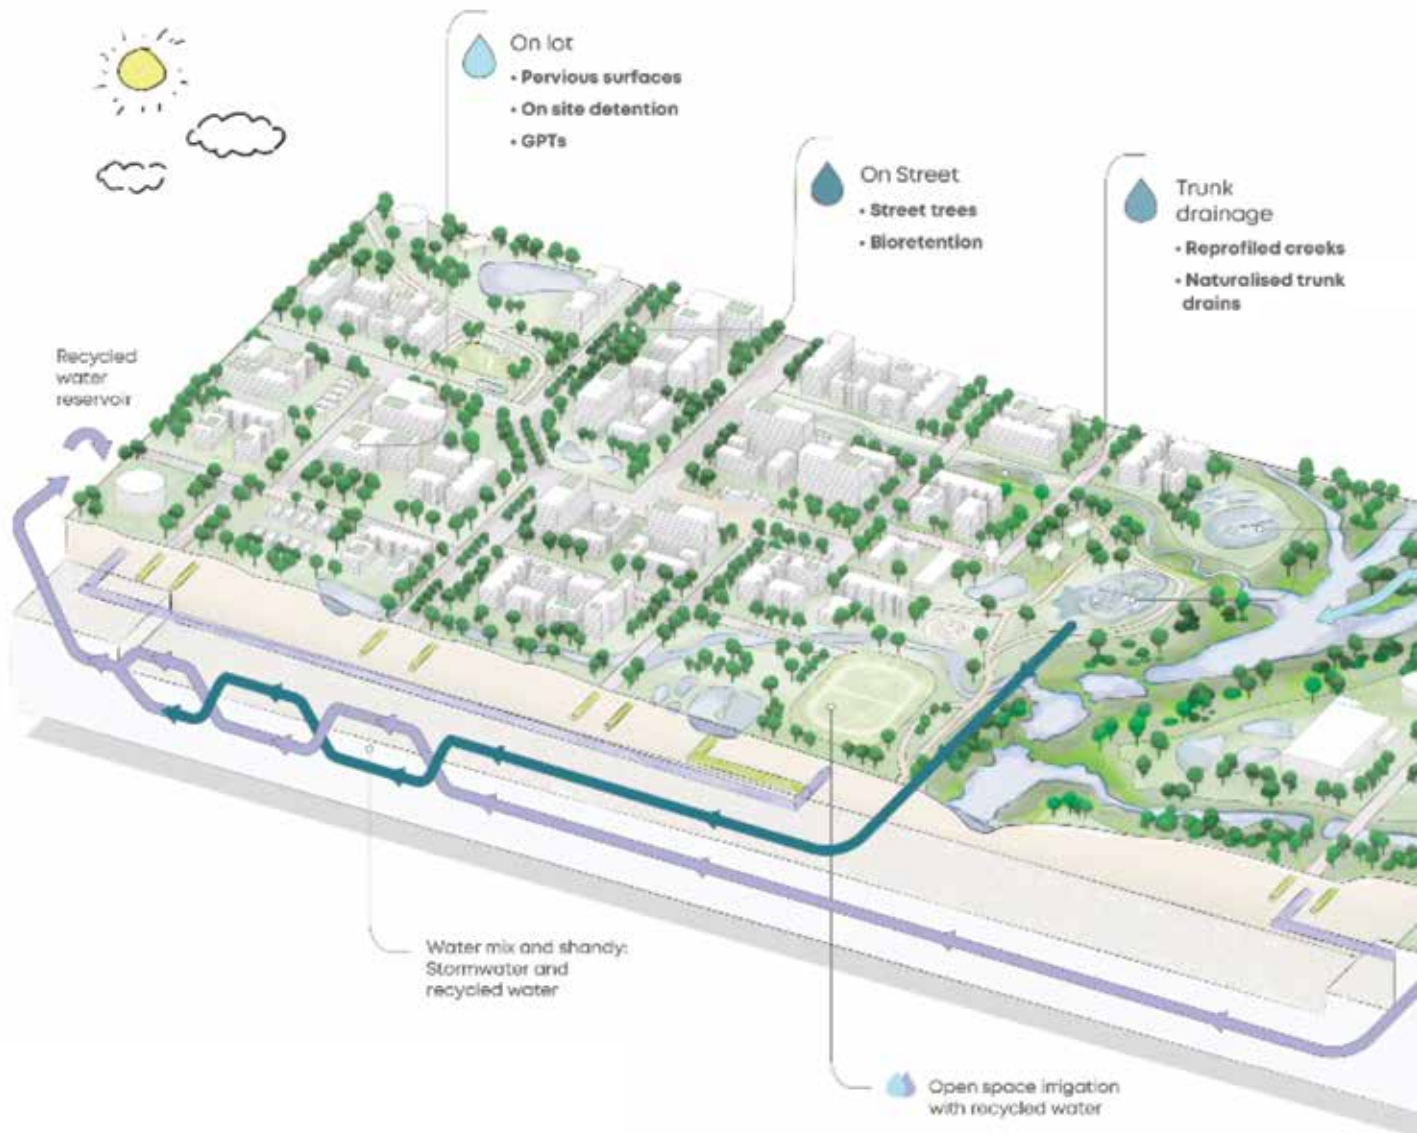 On lot
• Pervious surfaces
• On site detention
• GPTs
On Street
• Street trees
• Bioretention
Trunk
drainage
• Reprofiled creeks
• Naturalised trunk
drains
Recycled
water
reservoir
Water mix and shandy:
Stormwater and
recycled water
Open space irrigation
with recycled water